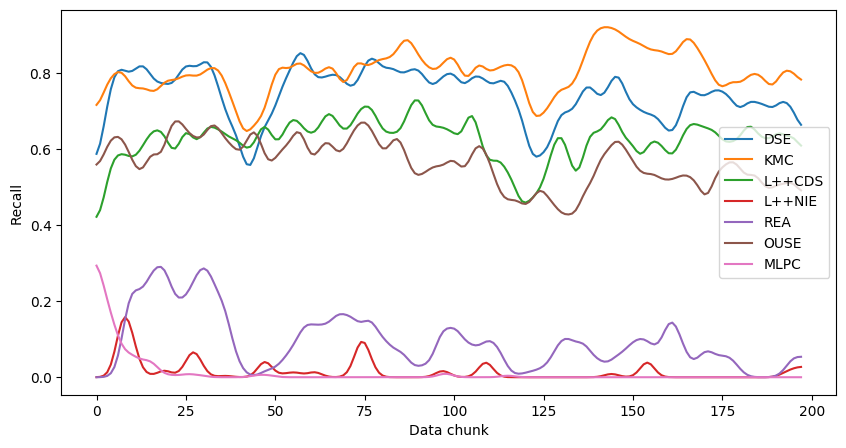 Recall
0.8
0.6
0.4
0.2
0.0
0
25
50
75
100
125
150
175
200
Data chunk
DSE
KMC
L++CDS
L++NIE
REA
OUSE
MLPC